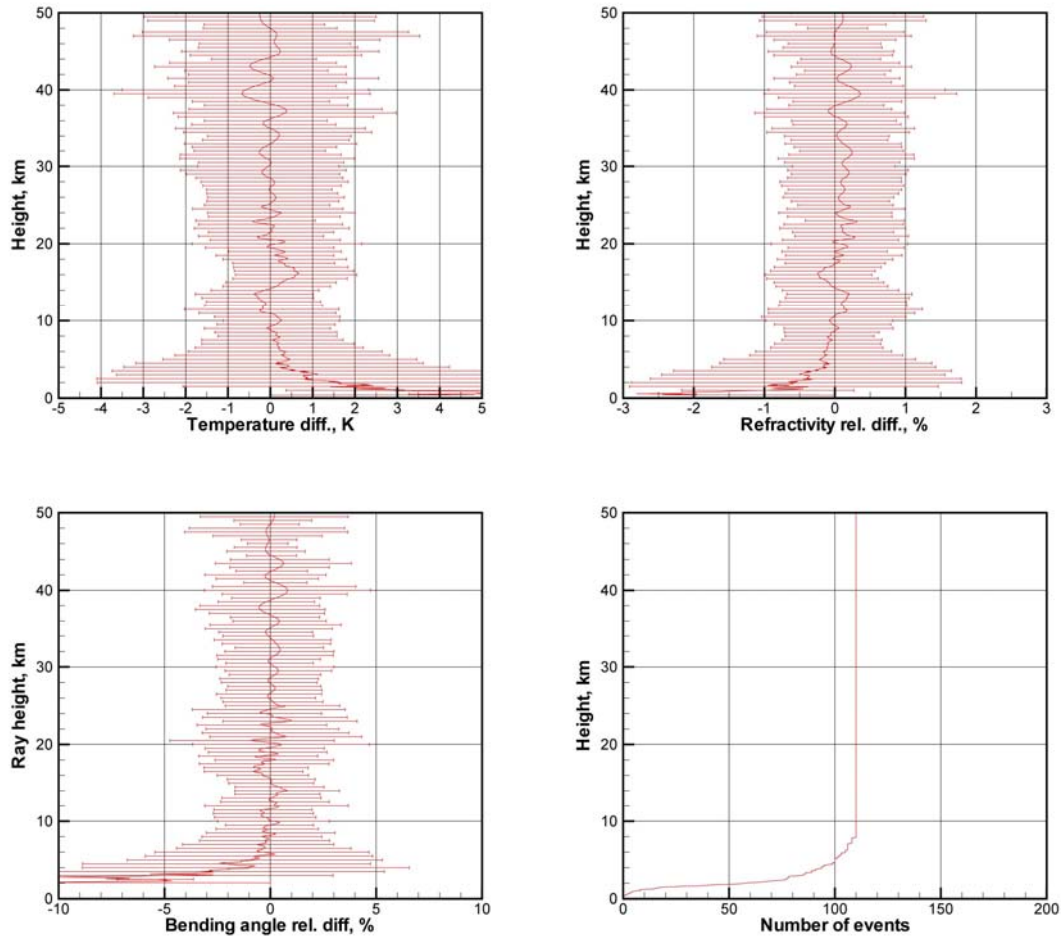 50
40
30
20
10
0
Height, km
-5 -4 -3 -2 -1 0 1 2 3 4 5
Temperature diff., K
50
40
30
20
10
0
Height, km
-3 -2 -1 0 1 2 3
Refractivity rel. diff., %
50
40
30
20
10
0
Ray height, km
-10 -5 0 5 10
Bending angle rel. diff, %
50
40
30
20
10
0
Height, km
0 50 100 150 200
Number of events